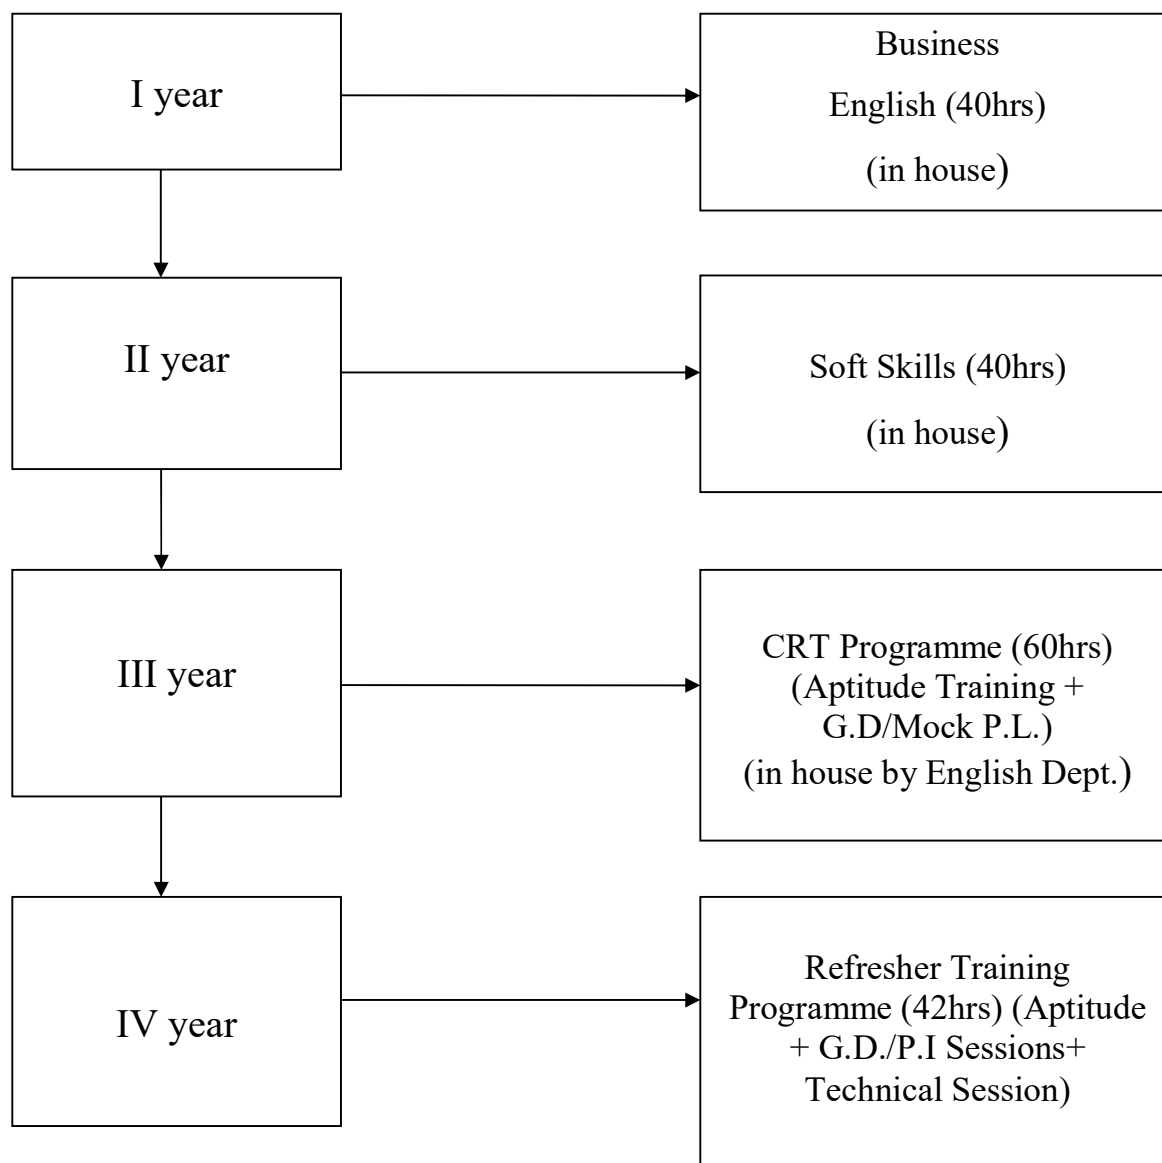 I year
Business
English (40hrs)
(in house)
II year
Soft Skills (40hrs)
(in house)
III year
CRT Programme (60hrs)
(Aptitude Training +
G.D/Mock P.L.)
(in house by English Dept.)
IV year
Refresher Training
Programme (42hrs) (Aptitude
+ G.D./P.I Sessions+
Technical Session)